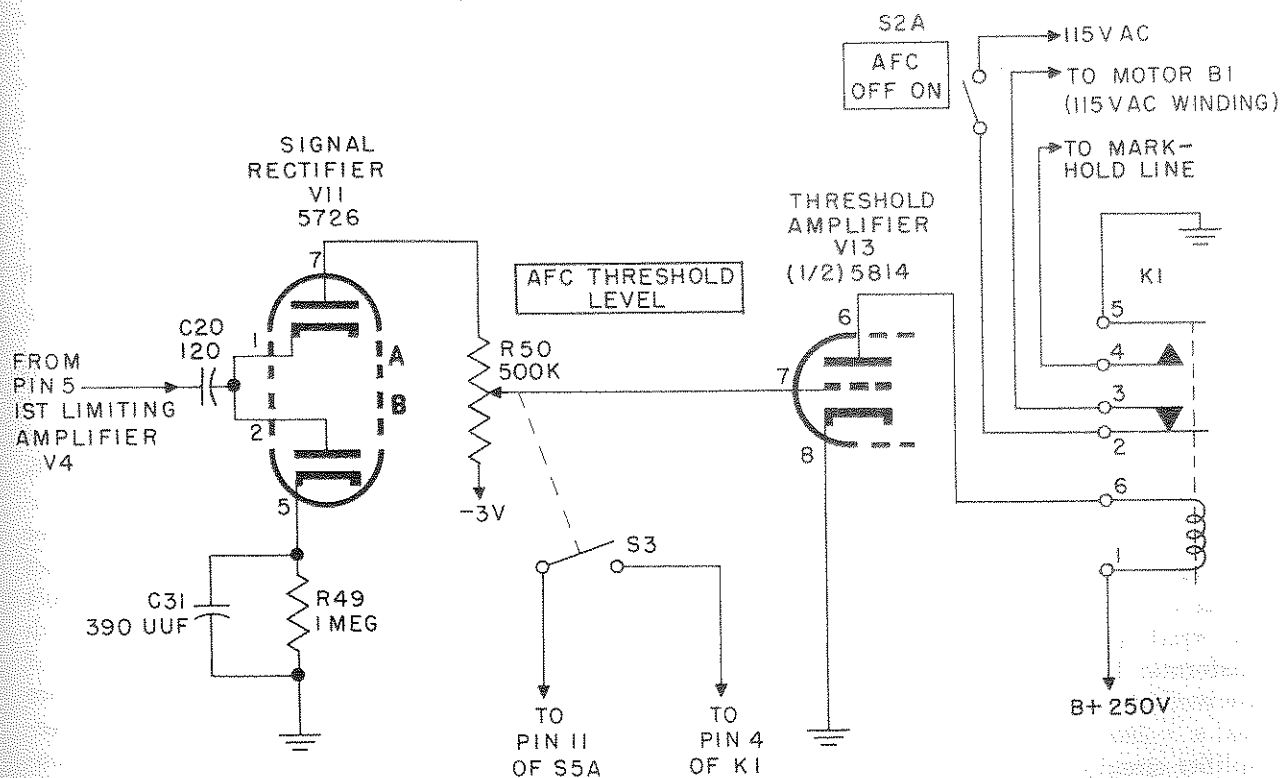 S2A
AFC
OFF ON
115V AC
TO MOTOR B1
(115VAC WINDING)
TO MARK-
HOLD LINE
SIGNAL
RECTIFIER
V11
5726
7
THRESHOLD
AMPLIFIER
V13
(1/2) 5814
AFC THRESHOLD
LEVEL
K1
5
4
3
2
6
1
C20
120
1
A
B
2
5
FROM
PIN 5
1ST LIMITING
AMPLIFIER
V4
R50
500K
-3V
6
7
8
S3
C31
390 UUF
R49
1 MEG
TO
PIN 11
OF S5A
TO
PIN 4
OF K1
B+ 250V